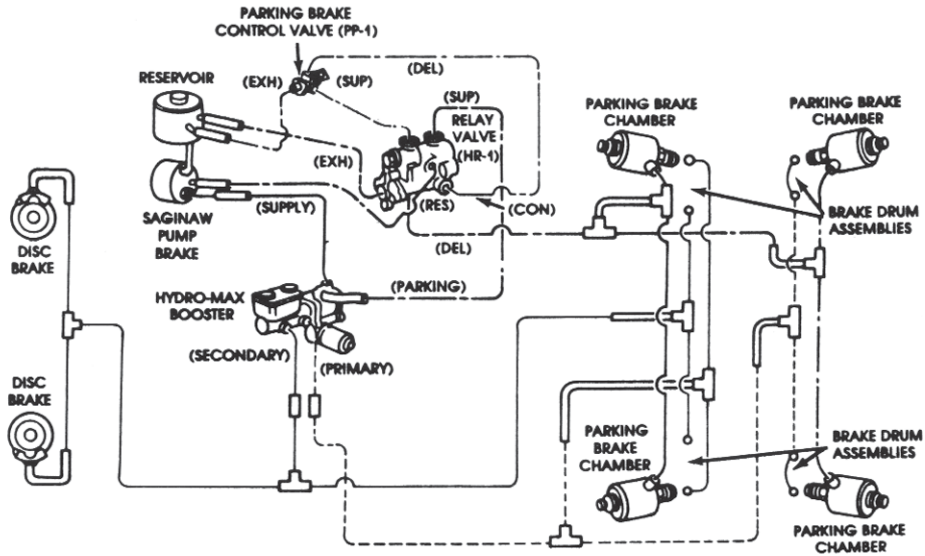 PARKING BRAKE
CONTROL VALVE (PP-1)
RESERVOIR
(EXH)
(SUP)
(DEL)
(SUP)
RELAY
VALVE
(HR-1)
(EXH)
(RES)
(CON)
(SUPPLY)
(DEL)
SAGINAW
PUMP
BRAKE
DISC
BRAKE
HYDRO-MAX
BOOSTER
(PARKING)
(SECONDARY)
(PRIMARY)
DISC
BRAKE
PARKING BRAKE
CHAMBER
PARKING BRAKE
CHAMBER
BRAKE DRUM
ASSEMBLIES
PARKING
BRAKE
CHAMBER
BRAKE DRUM
ASSEMBLIES
PARKING BRAKE
CHAMBER